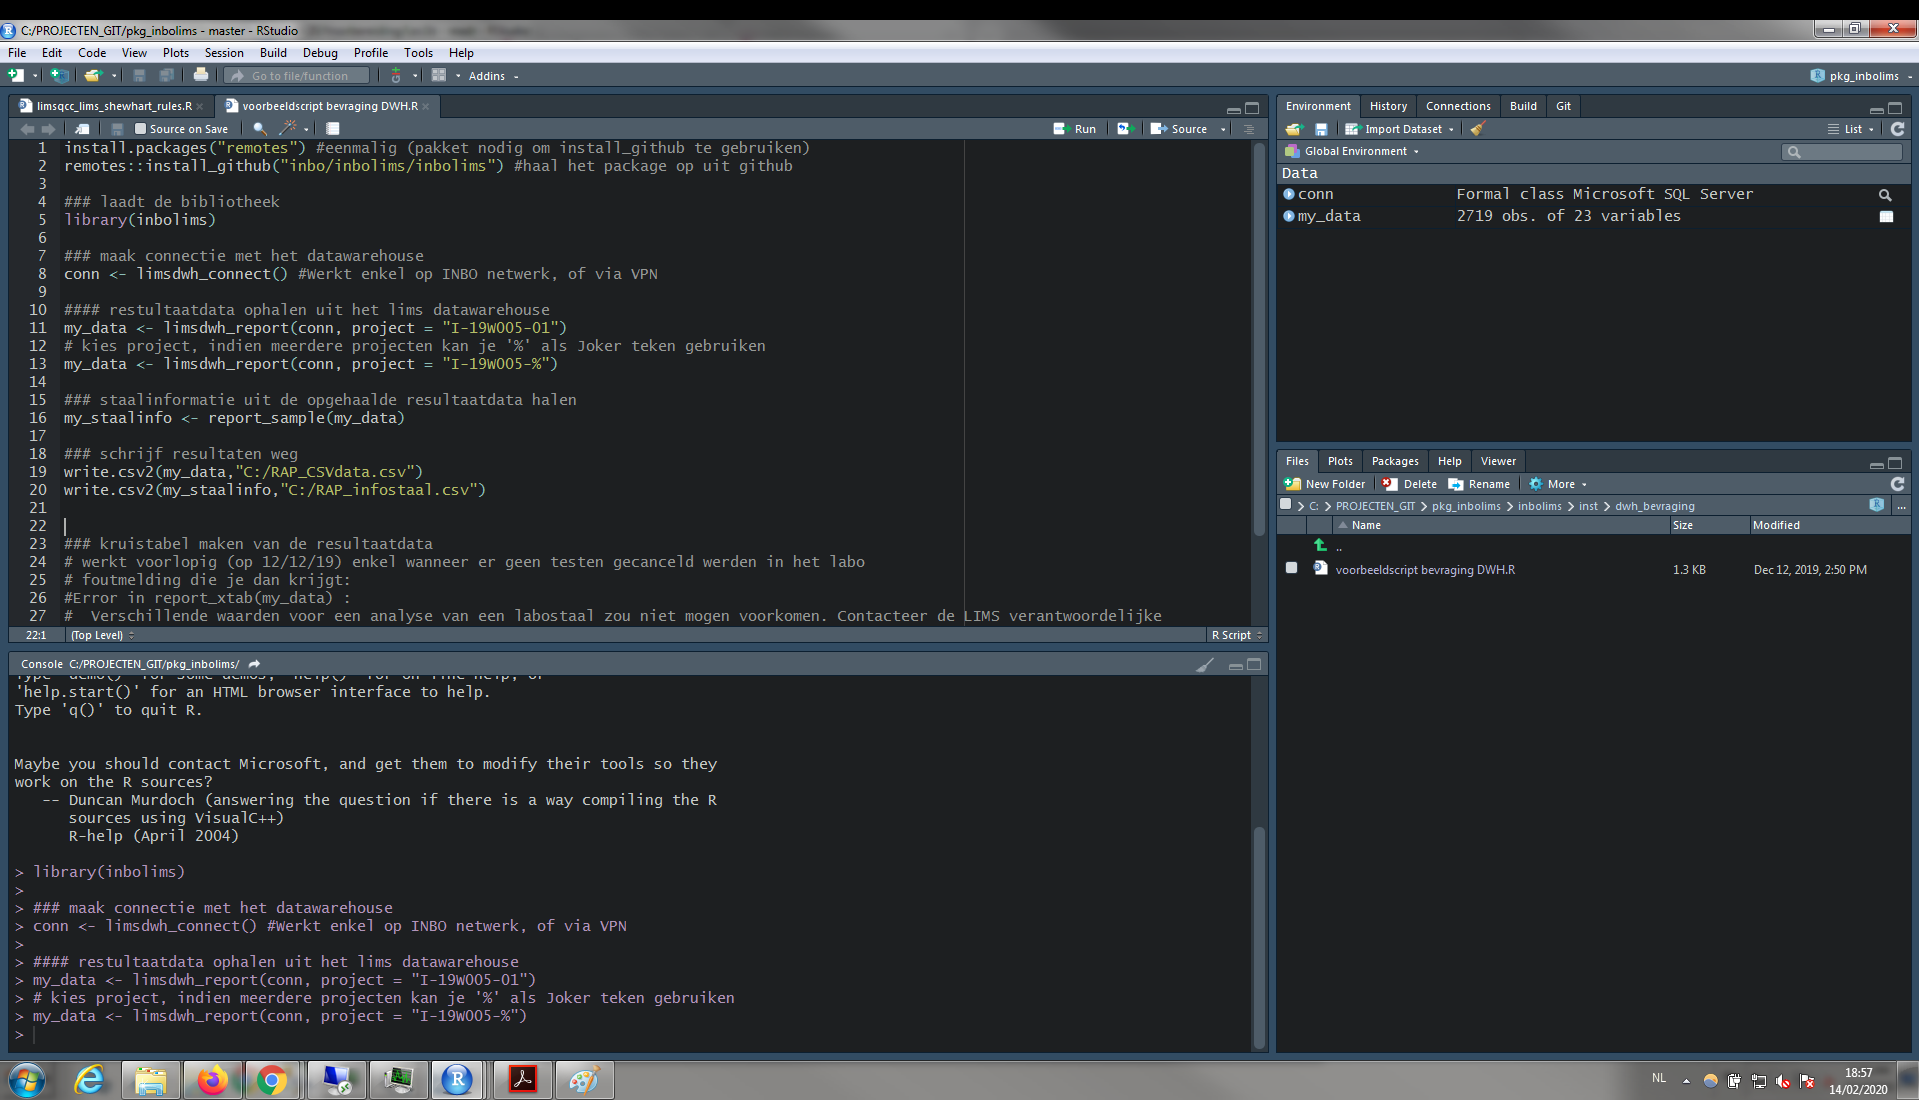 C:/PROJECTEN_GIT/pkg_inbolims - master - RStudio
File Edit Code View Plots Session Build Debug Profile Tools Help
Go to file/function Addins pkg_inbolims
limsqcc_lims_shewhart_rules.R voorbeeldscript bevraging DWH.R
Source on Save Run Source
1 install.packages("remotes") #eenmalig (pakket nodig om install_github te gebruiken)
2 remotes::install_github("inbo/inbolims/inbolims") #haal het package op uit github
3
4 ### laadt de bibliotheek
5 library(inbolims)
6
7 ### maak connectie met het datawarehouse
8 conn <- limsdwh_connect() #Werkt enkel op INBO netwerk, of via VPN
9
10 #### restultaatdata ophalen uit het lims datawarehouse
11 my_data <- limsdwh_report(conn, project = "I-19W005-01")
12 # kies project, indien meerdere projecten kan je '%' als Joker teken gebruiken
13 my_data <- limsdwh_report(conn, project = "I-19W005-%")
14
15 ### staalinformatie uit de opgehaalde resultaatdata halen
16 my_staalinfo <- report_sample(my_data)
17
18 ### schrijf resultaten weg
19 write.csv2(my_data,"C:/RAP_CSVdata.csv")
20 write.csv2(my_staalinfo,"C:/RAP_infostaal.csv")
21
22
23 ### kruistabel maken van de resultaatdata
24 # werkt voorlopig (op 12/12/19) enkel wanneer er geen testen gecanceld werden in het labo
25 # foutmelding die je dan krijgt:
26 #Error in report_xtab(my_data) :
27 #  Verschillende waarden voor een analyse van een labostaal zou niet mogen voorkomen. Contacteer de LIMS verantwoordelijke
22:1 (Top Level) R Script
Console C:/PROJECTEN_GIT/pkg_inbolims/
Type 'demo()' for some demos, 'help()' for on-line help, or
'help.start()' for an HTML browser interface to help.
Type 'q()' to quit R.
Maybe you should contact Microsoft, and get them to modify their tools so they
work on the R sources?
-- Duncan Murdoch (answering the question if there is a way compiling the R
sources using VisualC++)
R-help (April 2004)
> library(inbolims)
>
> ### maak connectie met het datawarehouse
> conn <- limsdwh_connect() #Werkt enkel op INBO netwerk, of via VPN
>
> #### restultaatdata ophalen uit het lims datawarehouse
> my_data <- limsdwh_report(conn, project = "I-19W005-01")
> # kies project, indien meerdere projecten kan je '%' als Joker teken gebruiken
> my_data <- limsdwh_report(conn, project = "I-19W005-%")
>
Environment History Connections Build Git
Import Dataset List
Global Environment
Data
conn Formal class Microsoft SQL Server
my_data 2719 obs. of 23 variables
Files Plots Packages Help Viewer
New Folder Delete Rename More
C: > PROJECTEN_GIT > pkg_inbolims > inbolims > inst > dwh_bevraging ...
Name Size Modified
..
voorbeeldscript bevraging DWH.R 1.3 KB Dec 12, 2019, 2:50 PM
NL 18:57
14/02/2020